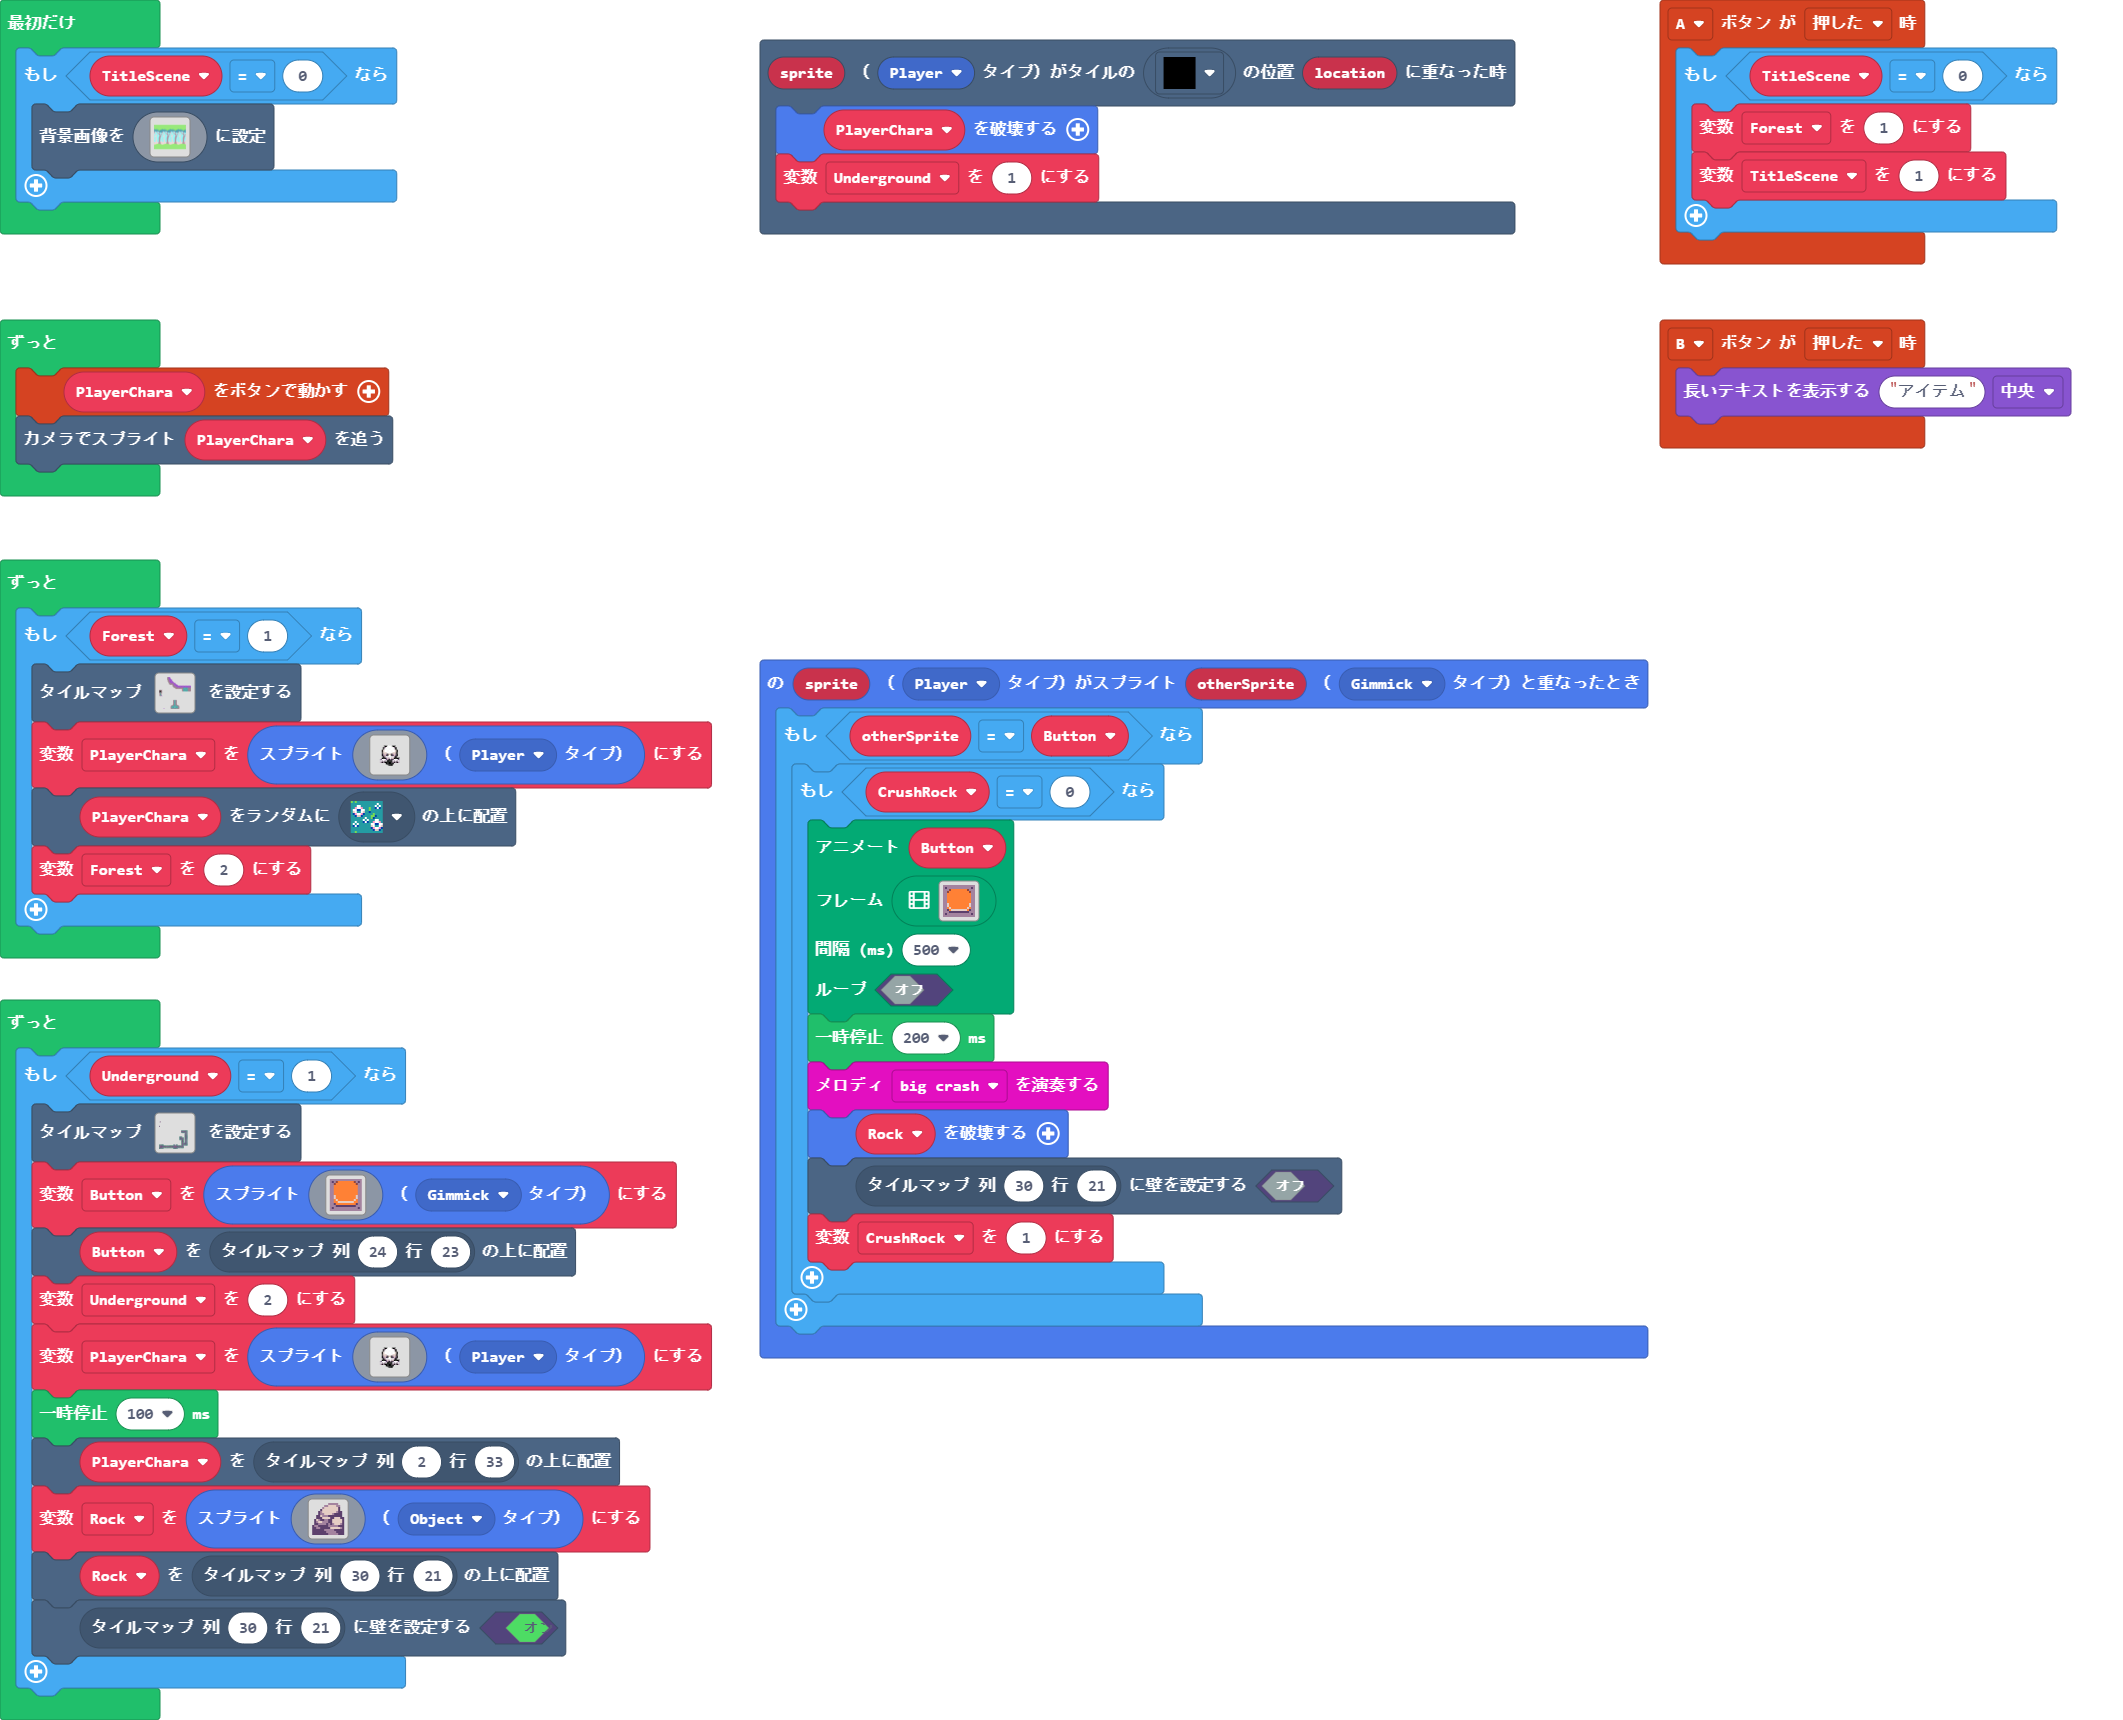 最初だけ
もし TitleScene = 0 なら
背景画像を に設定
ずっと
PlayerChara をボタンで動かす
カメラでスプライト PlayerChara を追う
ずっと
もし Forest = 1 なら
タイルマップ を設定する
変数 PlayerChara を スプライト ( Player タイプ) にする
PlayerChara をランダムに の上に配置
変数 Forest を 2 にする
ずっと
もし Underground = 1 なら
タイルマップ を設定する
変数 Button を スプライト ( Gimmick タイプ) にする
Button を タイルマップ 列 24 行 23 の上に配置
変数 Underground を 2 にする
変数 PlayerChara を スプライト ( Player タイプ) にする
一時停止 100 ms
PlayerChara を タイルマップ 列 2 行 33 の上に配置
変数 Rock を スプライト ( Object タイプ) にする
Rock を タイルマップ 列 30 行 21 の上に配置
タイルマップ 列 30 行 21 に壁を設定する オ
sprite ( Player タイプ) がタイルの の位置 location に重なった時
PlayerChara を破壊する
変数 Underground を 1 にする
の sprite ( Player タイプ) がスプライト otherSprite ( Gimmick タイプ) と重なったとき
もし otherSprite = Button なら
もし CrushRock = 0 なら
アニメート Button
フレーム
間隔 (ms) 500
ループ オフ
一時停止 200 ms
メロディ big crash を演奏する
Rock を破壊する
タイルマップ 列 30 行 21 に壁を設定する オフ
変数 CrushRock を 1 にする
A ボタン が 押した 時
もし TitleScene = 0 なら
変数 Forest を 1 にする
変数 TitleScene を 1 にする
B ボタン が 押した 時
長いテキストを表示する "アイテム" 中央